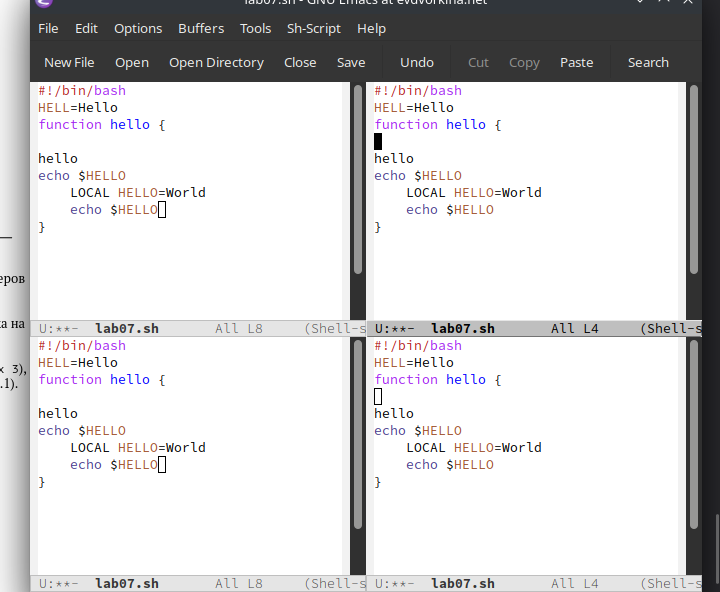 lab07.sh - GNU Emacs at evdvorkina.net
File Edit Options Buffers Tools Sh-Script Help
New File Open Open Directory Close Save Undo Cut Copy Paste Search
#!/bin/bash
HELL=Hello
function hello {
hello
echo $HELLO
LOCAL HELLO=World
echo $HELLO
}
U:**- lab07.sh All L8 (Shell-s
#!/bin/bash
HELL=Hello
function hello {
hello
echo $HELLO
LOCAL HELLO=World
echo $HELLO
}
U:**- lab07.sh All L4 (Shell-s
#!/bin/bash
HELL=Hello
function hello {
hello
echo $HELLO
LOCAL HELLO=World
echo $HELLO
}
U:**- lab07.sh All L8 (Shell-s
#!/bin/bash
HELL=Hello
function hello {
hello
echo $HELLO
LOCAL HELLO=World
echo $HELLO
}
U:**- lab07.sh All L4 (Shell-s
еров
ка на
x 3),
.1).